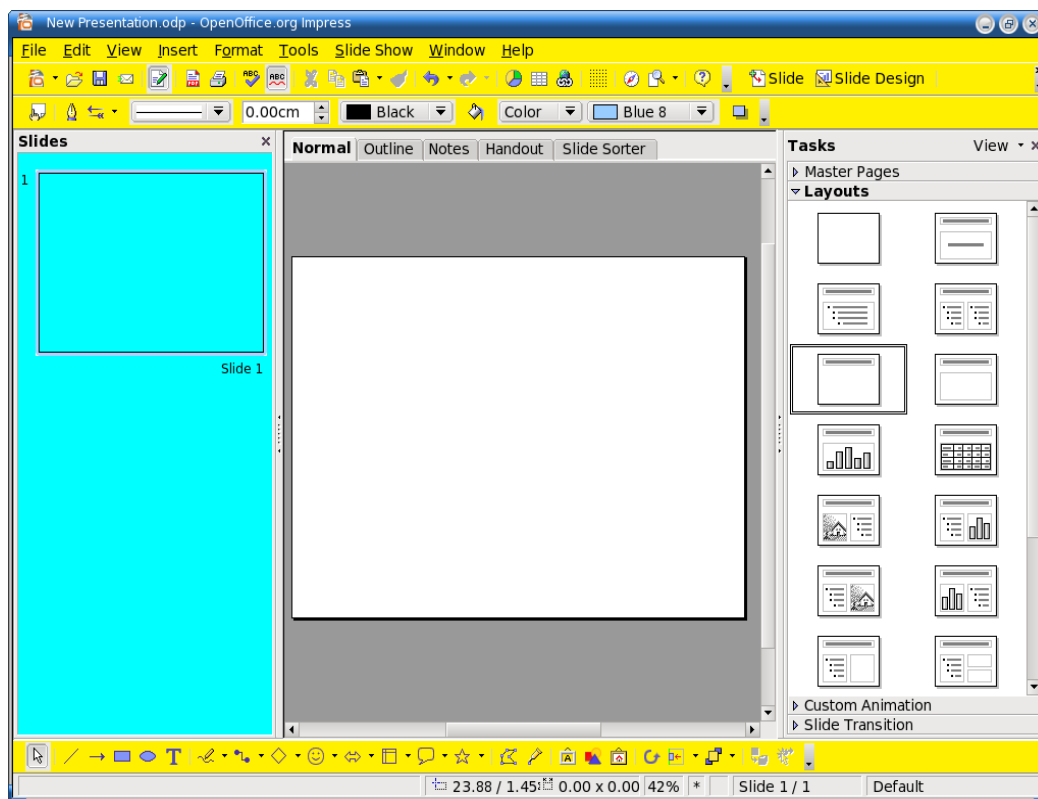 New Presentation.odp - OpenOffice.org Impress
File Edit View Insert Format Tools Slide Show Window Help
ABC ABC Slide Slide Design
0.00cm Black Color Blue 8
Slides
Normal Outline Notes Handout Slide Sorter
Tasks View
1
Master Pages
Layouts
Slide 1
Custom Animation
Slide Transition
T
23.88 / 1.45 0.00 x 0.00 42% * Slide 1 / 1 Default